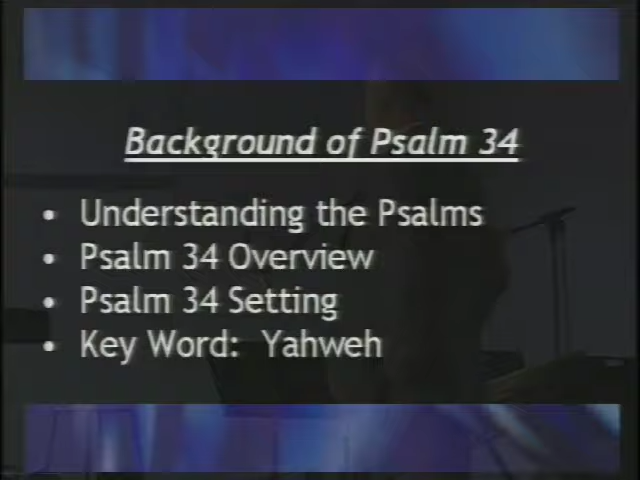 Background of Psalm 34
• Understanding the Psalms
• Psalm 34 Overview
• Psalm 34 Setting
• Key Word: Yahweh